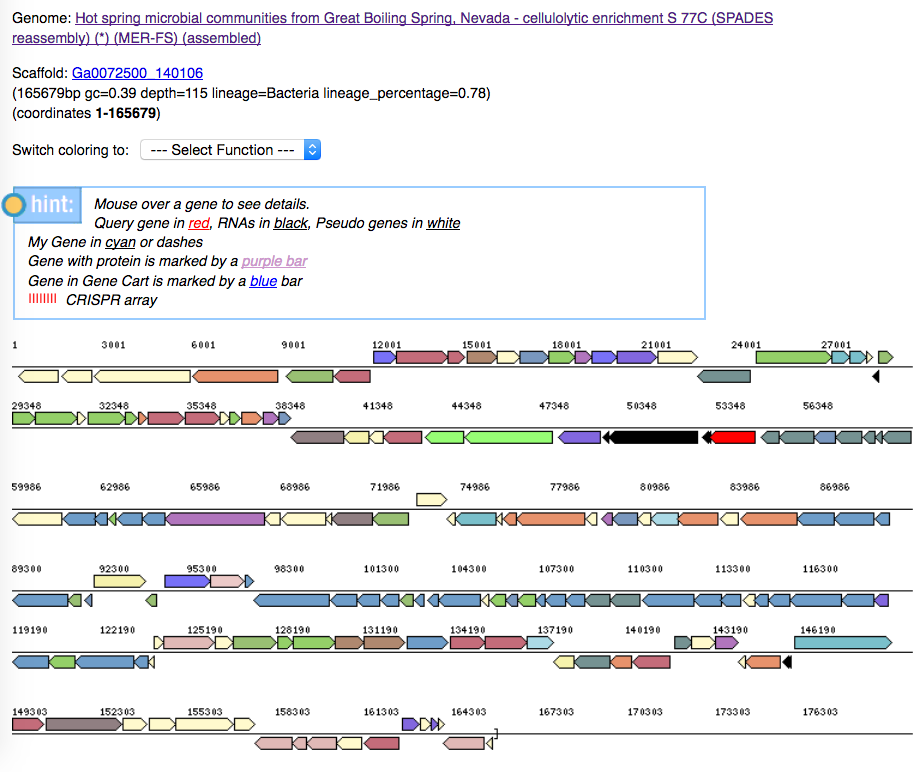 Genome: Hot spring microbial communities from Great Boiling Spring, Nevada - cellulolytic enrichment S 77C (SPADES
reassembly) (*) (MER-FS) (assembled)
Scaffold: Ga0072500_140106
(165679bp gc=0.39 depth=115 lineage=Bacteria lineage_percentage=0.78)
(coordinates 1-165679)
Switch coloring to: --- Select Function ---
hint: Mouse over a gene to see details.
Query gene in red, RNAs in black, Pseudo genes in white
My Gene in cyan or dashes
Gene with protein is marked by a purple bar
Gene in Gene Cart is marked by a blue bar
CRISPR array
1 3001 6001 9001 12001 15001 18001 21001 24001 27001
29348 32348 35348 38348 41348 44348 47348 50348 53348 56348
59986 62986 65986 68986 71986 74986 77986 80986 83986 86986
89300 92300 95300 98300 101300 104300 107300 110300 113300 116300
119190 122190 125190 128190 131190 134190 137190 140190 143190 146190
149303 152303 155303 158303 161303 164303 167303 170303 173303 176303